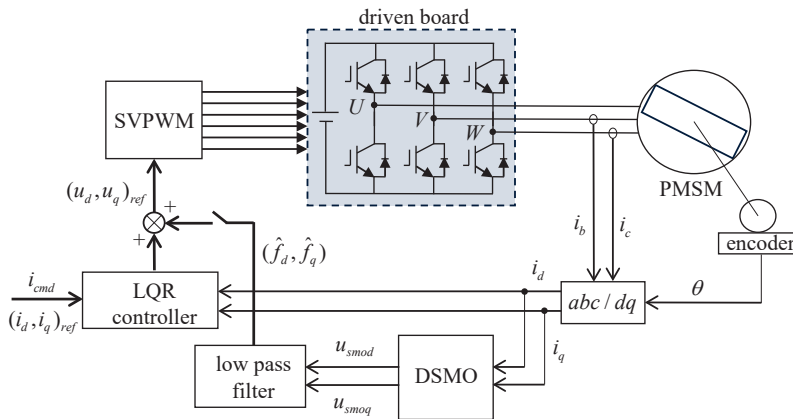 driven board
SVPWM
U
V
W
PMSM
(u_d, u_q)_ref
+
+
(f̂_d, f̂_q)
i_b
i_c
encoder
i_cmd
(i_d, i_q)_ref
LQR
controller
i_d
abc / dq
θ
i_q
low pass
filter
u_smod
u_smoq
DSMO